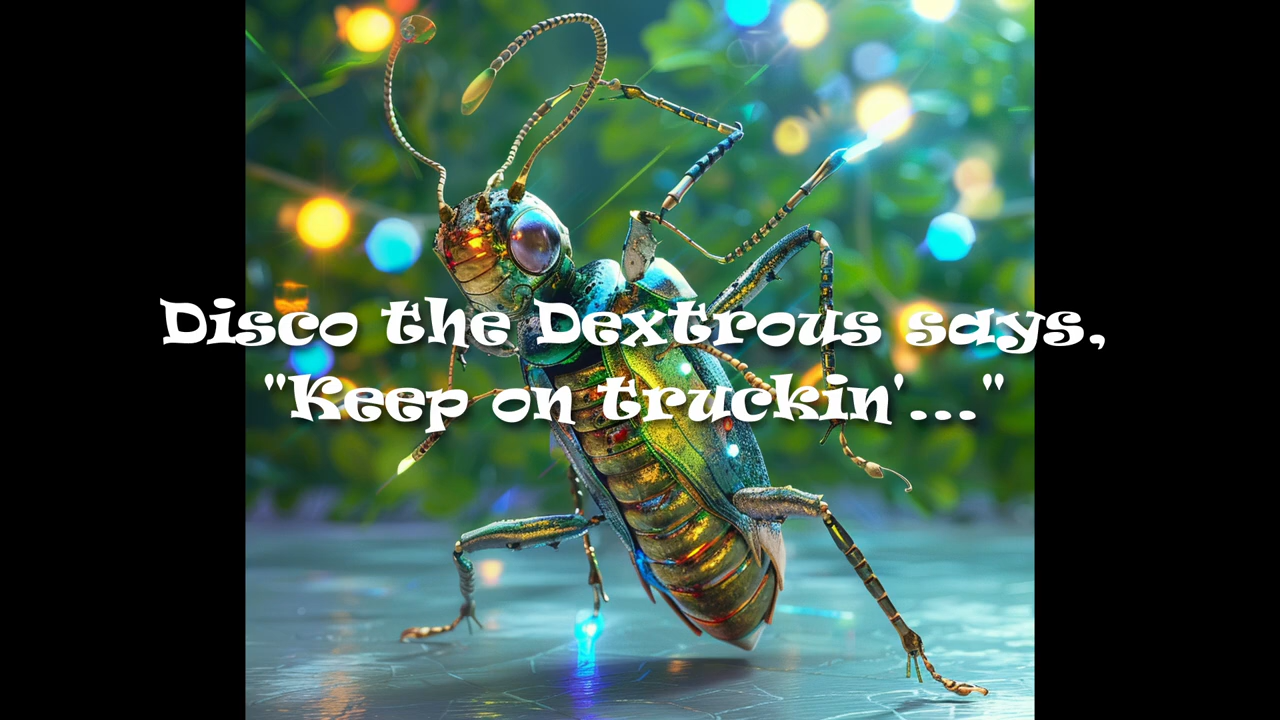 Disco the Dextrous says,
"Keep on truckin'..."